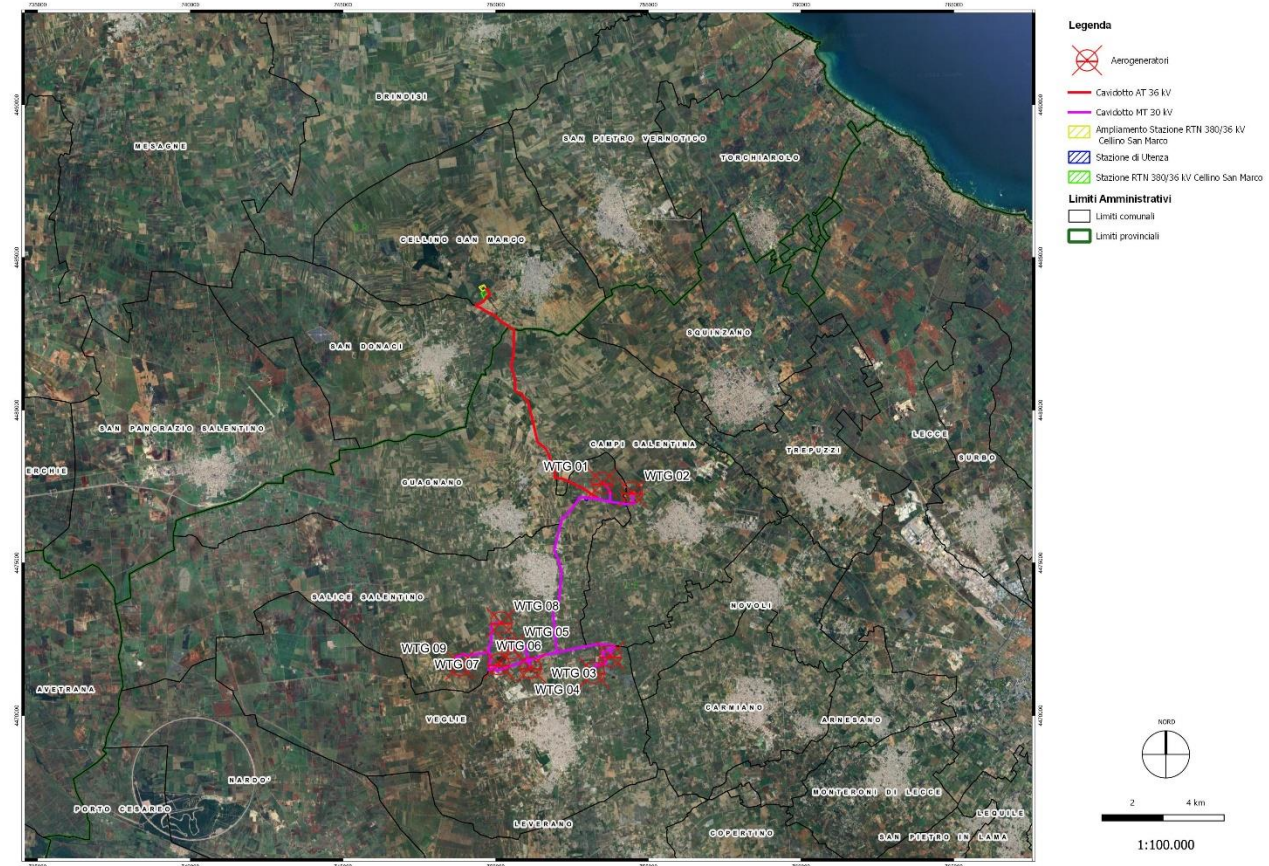 BRINDISI
MESAGNE
SAN PIETRO VERNOTICO
TORCHIAROLO
CELLINO SAN MARCO
SQUINZANO
SAN DONACI
SAN PANCRAZIO SALENTINO
ERCHIE
CAMPI SALENTINA
LECCE
TREPUZZI
SURBO
WTG 01
WTG 02
GUAGNANO
SALICE SALENTINO
NOVOLI
WTG 08
WTG 05
WTG 09
WTG 06
WTG 07
WTG 03
WTG 04
AVETRANA
VEGLIE
CARMIANO
ARNESANO
NARDO'
PORTO CESAREO
MONTERONI DI LECCE
LEQUILE
LEVERANO
COPERTINO
SAN PIETRO IN LAMA
Legenda
Aerogeneratori
Cavidotto AT 36 kV
Cavidotto MT 30 kV
Ampliamento Stazione RTN 380/36 kV
Cellino San Marco
Stazione di Utenza
Stazione RTN 380/36 kV Cellino San Marco
Limiti Amministrativi
Limiti comunali
Limiti provinciali
NORD
2 4 km
1:100.000